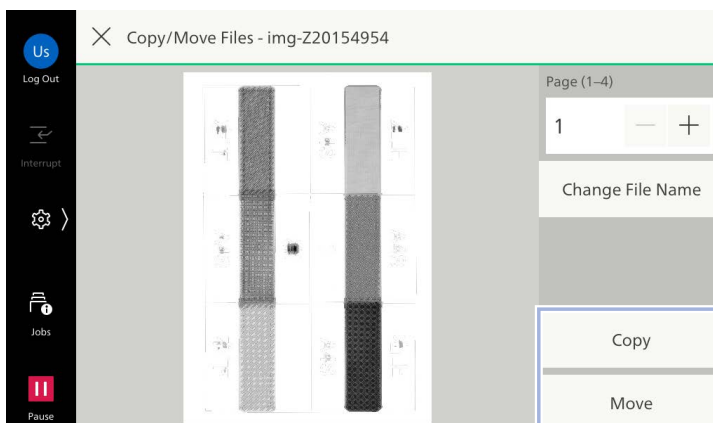 Us
Log Out
Interrupt
Jobs
Pause
Copy/Move Files - img-Z20154954
Page (1–4)
1
Change File Name
Copy
Move